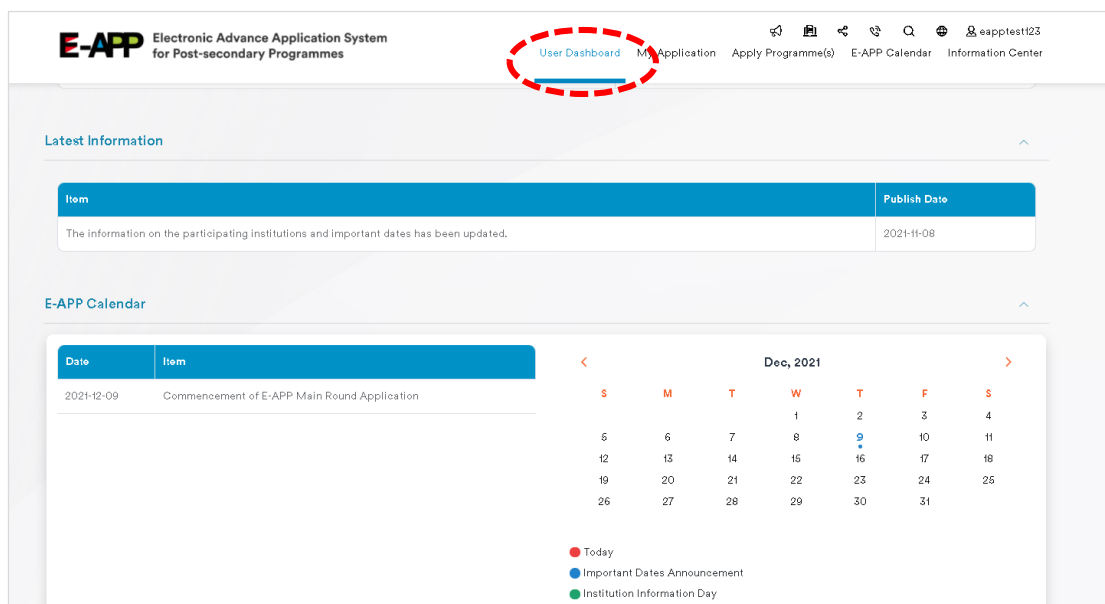 E-APP Electronic Advance Application System
for Post-secondary Programmes
eapptest123
User Dashboard My Application Apply Programme(s) E-APP Calendar Information Center
Latest Information
Item Publish Date
The information on the participating institutions and important dates has been updated. 2021-11-08
E-APP Calendar
Date Item
2021-12-09 Commencement of E-APP Main Round Application
Dec, 2021
S M T W T F S
1 2 3 4
5 6 7 8 9 10 11
12 13 14 15 16 17 18
19 20 21 22 23 24 25
26 27 28 29 30 31
Today
Important Dates Announcement
Institution Information Day